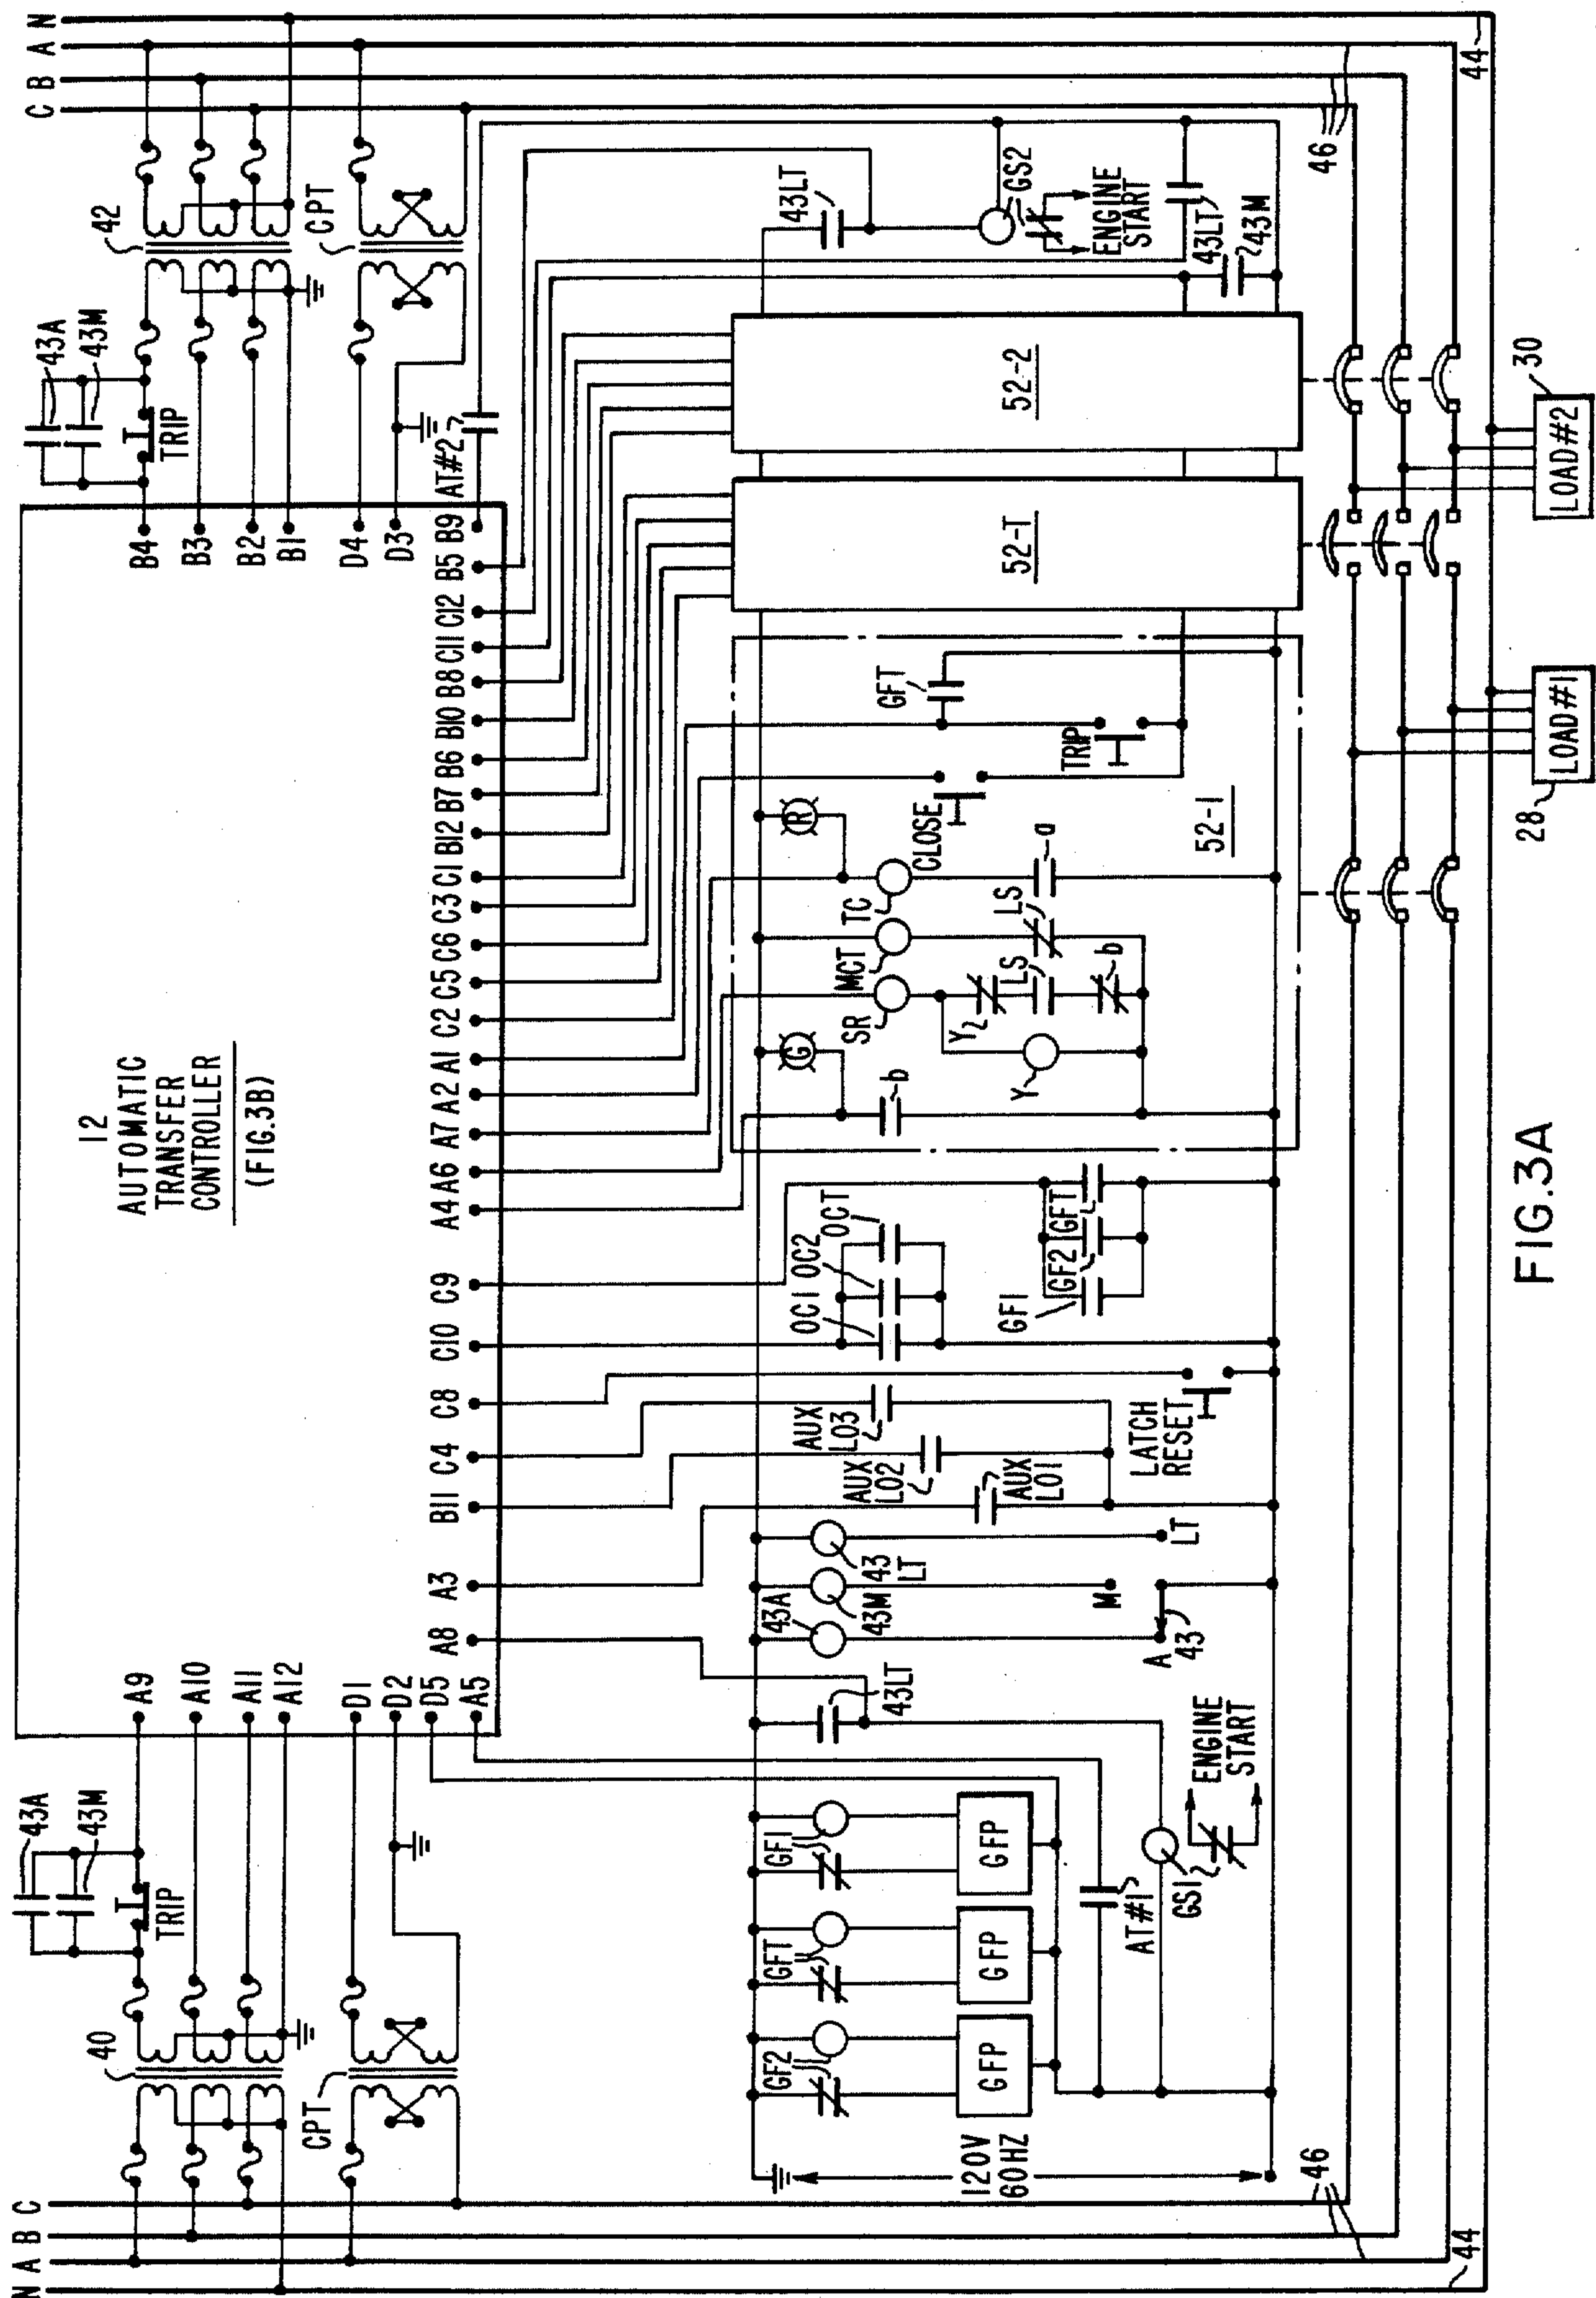 N A B C
40
43A
43M
TRIP
CPT
A9
A10
A11
A12
D1
D2
D5
A5
12
AUTOMATIC
TRANSFER
CONTROLLER
(FIG.3B)
A8
A3
B11
C4
C8
C10
C9
A4
A6
A7
A2
A1
C2
C5
C6
C3
C1
B12
B7
B6
B10
B8
C11
C12
B5
B9
B4
B3
B2
B1
D4
D3
AT#2
43A
43M
TRIP
42
CPT
C B A N
120V
60HZ
GF2
GFT
GF1
GFP
GFP
GFP
AT#1
GS1
ENGINE
START
43LT
43A
43M
43
LT
A
M
LT
43
AUX
LO3
AUX
LO2
AUX
LO1
LATCH
RESET
OC1
OC2
OCT
GF1
GF2
GFT
b
G
Y
SR
Y2
LS
b
MCT
LS
TC
a
R
CLOSE
TRIP
GFT
52-1
52-T
52-2
43LT
GS2
ENGINE
START
43LT
43M
46
44
46
44
28
LOAD#1
LOAD#2
30
FIG.3A